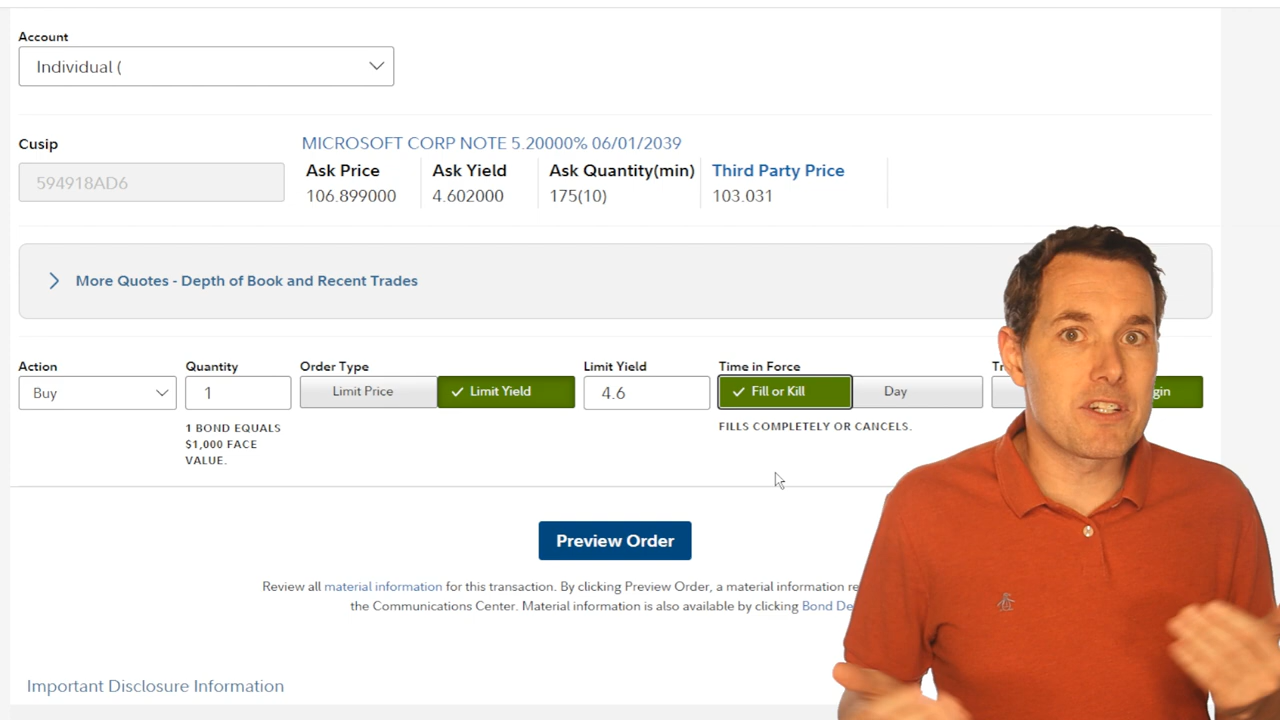 Account
Individual (
Cusip
594918AD6
MICROSOFT CORP NOTE 5.20000% 06/01/2039
Ask Price
106.899000
Ask Yield
4.602000
Ask Quantity(min)
175(10)
Third Party Price
103.031
More Quotes - Depth of Book and Recent Trades
Action
Buy
Quantity
1
1 BOND EQUALS
$1,000 FACE
VALUE.
Order Type
Limit Price
Limit Yield
Limit Yield
4.6
Time in Force
Fill or Kill
Day
FILLS COMPLETELY OR CANCELS.
Preview Order
Review all material information for this transaction. By clicking Preview Order, a material information
the Communications Center. Material information is also available by clicking Bond
Important Disclosure Information